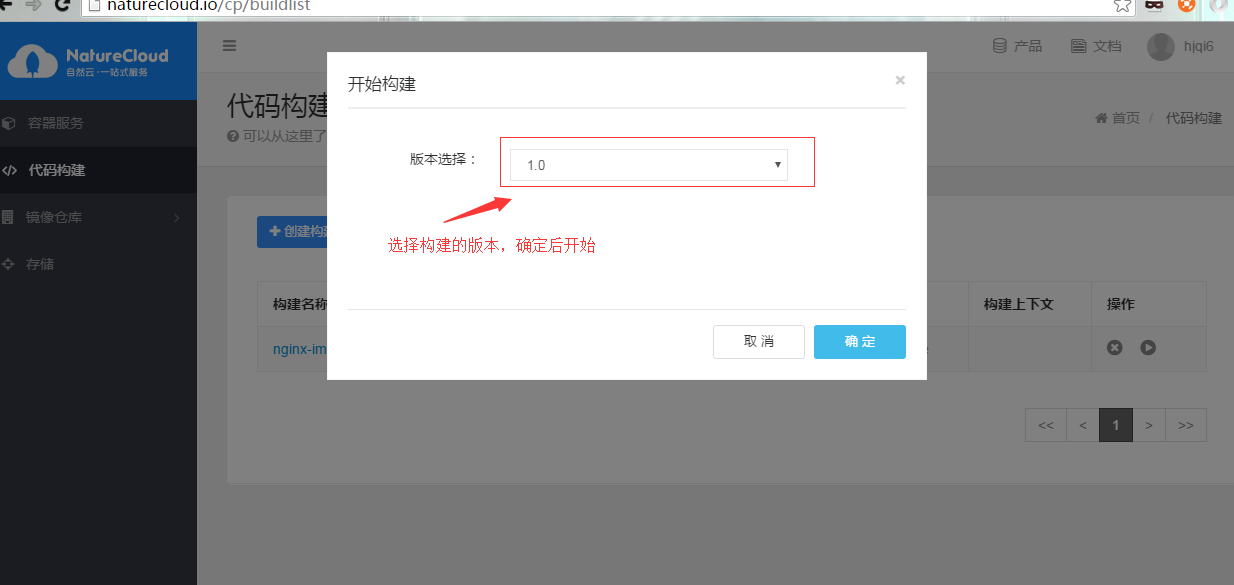 naturecloud.io/cp/buildlist
NatureCloud
自然云·一站式服务
产品
文档
hjqi6
容器服务
代码构建
镜像仓库
存储
代码构建
可以从这里了
首页 / 代码构建
创建构建
构建名称
构建上下文
操作
nginx-im
<< < 1 > >>
开始构建
×
版本选择：
1.0
选择构建的版本，确定后开始
取 消
确 定